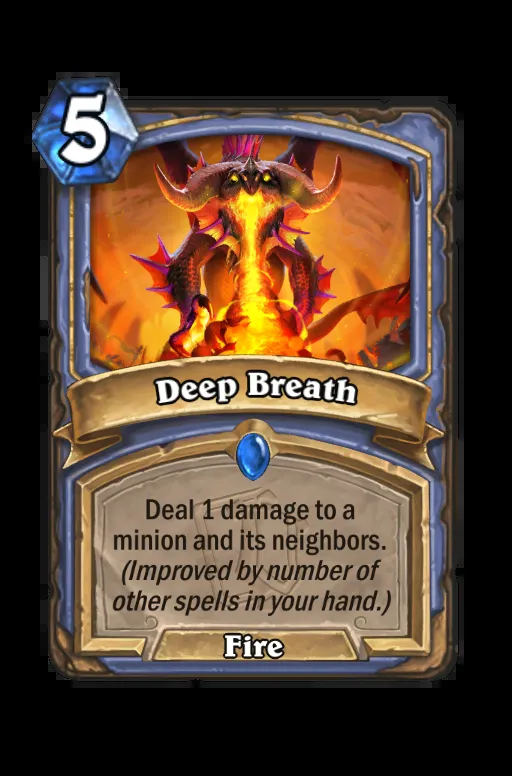 5
Deep Breath
Deal 1 damage to a
minion and its neighbors.
(Improved by number of
other spells in your hand.)
Fire